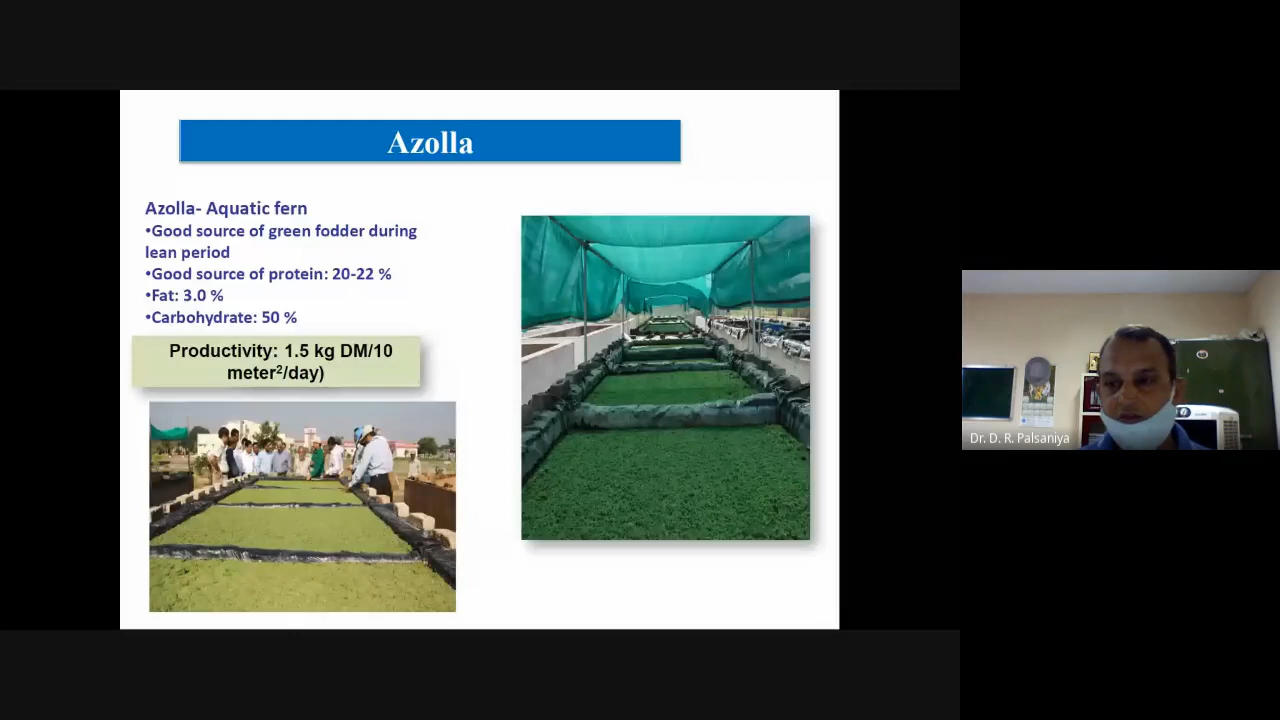 Azolla
Azolla- Aquatic fern
•Good source of green fodder during
lean period
•Good source of protein: 20-22 %
•Fat: 3.0 %
•Carbohydrate: 50 %
Productivity: 1.5 kg DM/10
meter²/day)
Dr. D. R. Palsaniya